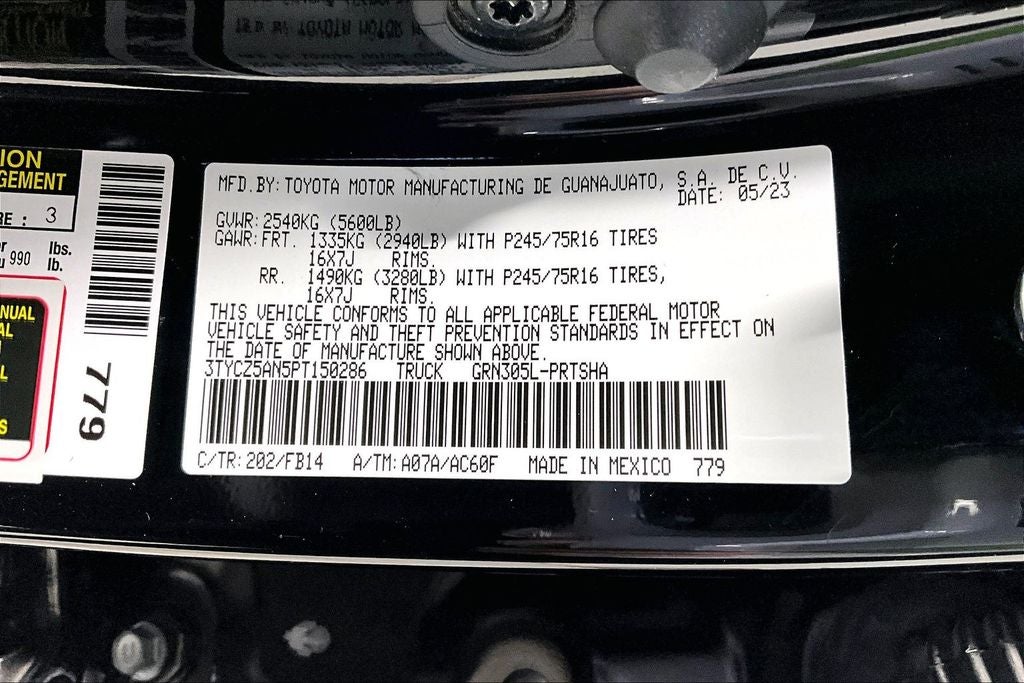 ION
GEMENT
RE : 3
990 lbs.
lb.
NUAL
AL
L
S
779
MFD.BY: TOYOTA MOTOR MANUFACTURING DE GUANAJUATO, S.A. DE C.V.
DATE: 05/23
GVWR: 2540KG (5600LB)
GAWR: FRT. 1335KG (2940LB) WITH P245/75R16 TIRES
16X7J RIMS.
RR. 1490KG (3280LB) WITH P245/75R16 TIRES,
16X7J RIMS.
THIS VEHICLE CONFORMS TO ALL APPLICABLE FEDERAL MOTOR
VEHICLE SAFETY AND THEFT PREVENTION STANDARDS IN EFFECT ON
THE DATE OF MANUFACTURE SHOWN ABOVE.
3TYCZ5AN5PT150286 TRUCK GRN305L-PRTSHA
C/TR: 202/FB14 A/TM: A07A/AC60F MADE IN MEXICO 779